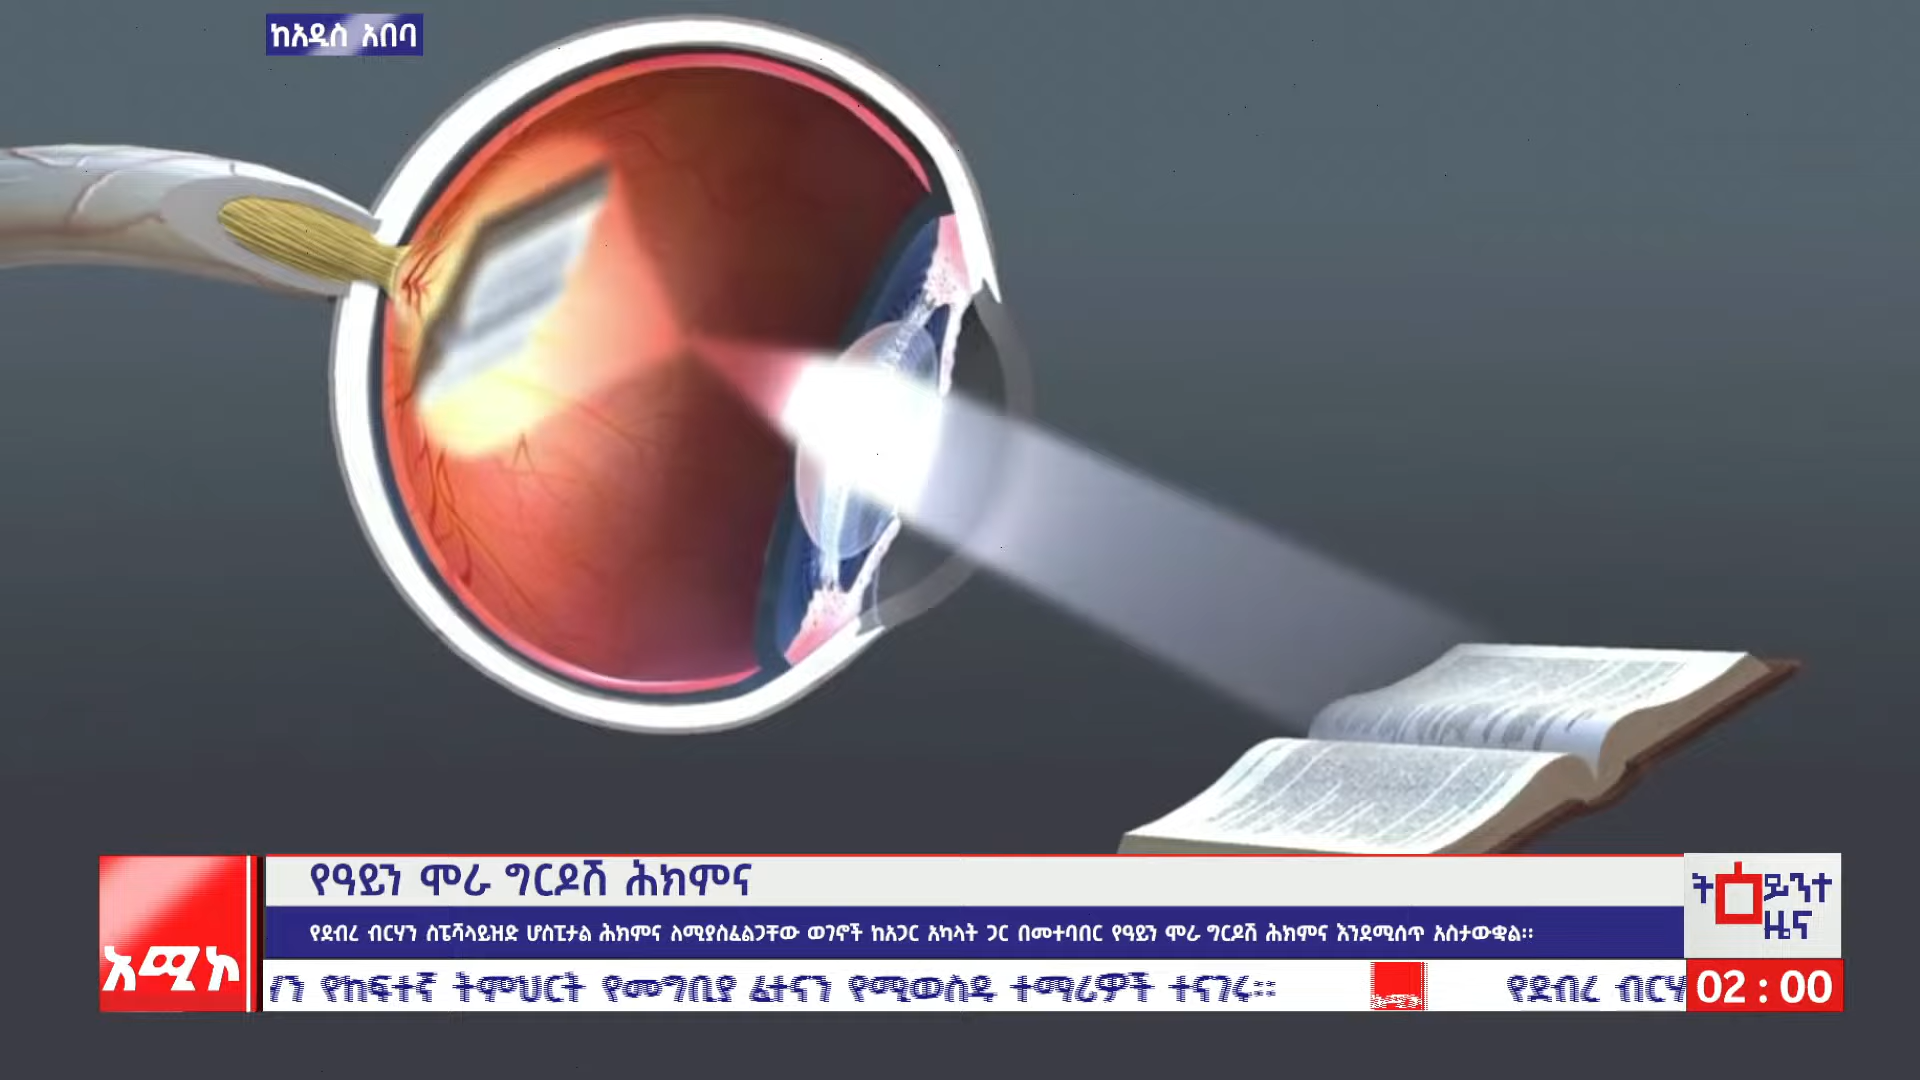 ከአዲስ አበባ
የዓይን ሞራ ግርዶሽ ሕክምና
የደብረ ብርሃን ስፔሻላይዝድ ሆስፒታል ሕክምና ለሚያስፈልጋቸው ወገኖች ከአጋር አካላት ጋር በመተባበር የዓይን ሞራ ግርዶሽ ሕክምና እንደሚሰጥ አስታውቋል።
ን የከፍተኛ ትምህርት የመግቢያ ፈተናን የሚወስዱ ተማሪዎች ተናገሩ።
የደብረ
አሚኮ
ዜና
02 : 00